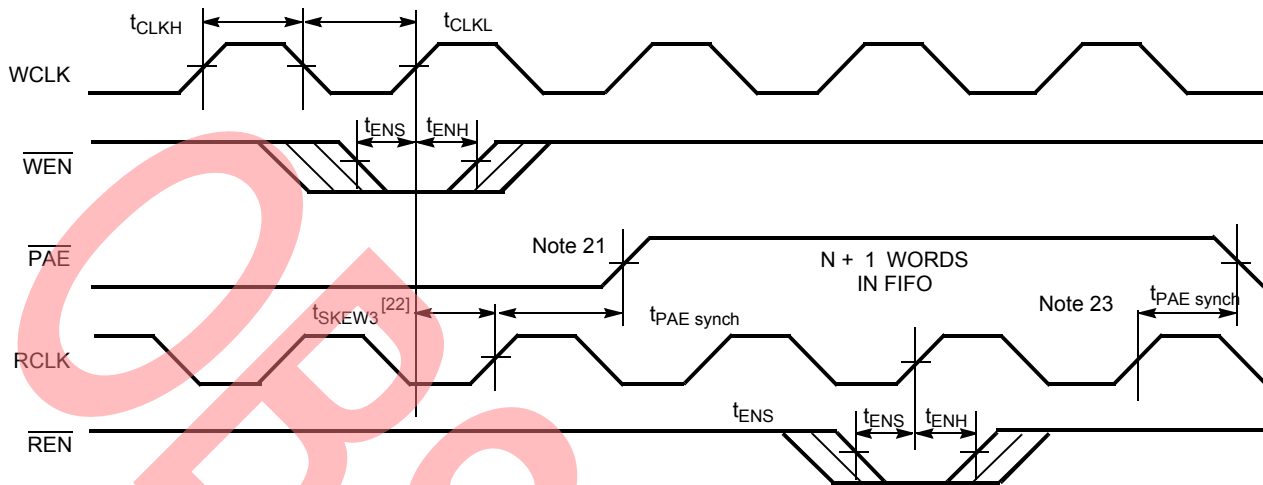 tCLKH
tCLKL
WCLK
tENS
tENH
WEN
PAE
Note 21
N + 1 WORDS
IN FIFO
tSKEW3 [22]
tPAE synch
Note 23
tPAE synch
RCLK
tENS
tENS
tENH
REN